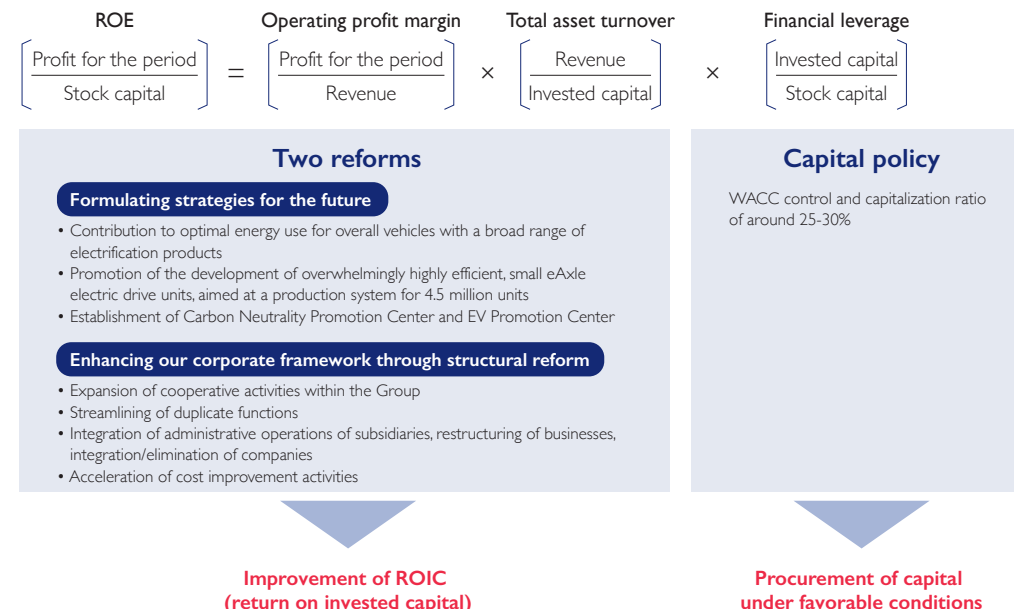 ROE Operating profit margin Total asset turnover Financial leverage
Profit for the period = Profit for the period × Revenue × Invested capital
Stock capital Revenue Invested capital Stock capital
Two reforms
Formulating strategies for the future
• Contribution to optimal energy use for overall vehicles with a broad range of
electrification products
• Promotion of the development of overwhelmingly highly efficient, small eAxle
electric drive units, aimed at a production system for 4.5 million units
• Establishment of Carbon Neutrality Promotion Center and EV Promotion Center
Enhancing our corporate framework through structural reform
• Expansion of cooperative activities within the Group
• Streamlining of duplicate functions
• Integration of administrative operations of subsidiaries, restructuring of businesses,
integration/elimination of companies
• Acceleration of cost improvement activities
Capital policy
WACC control and capitalization ratio
of around 25-30%
Improvement of ROIC
(return on invested capital)
Procurement of capital
under favorable conditions